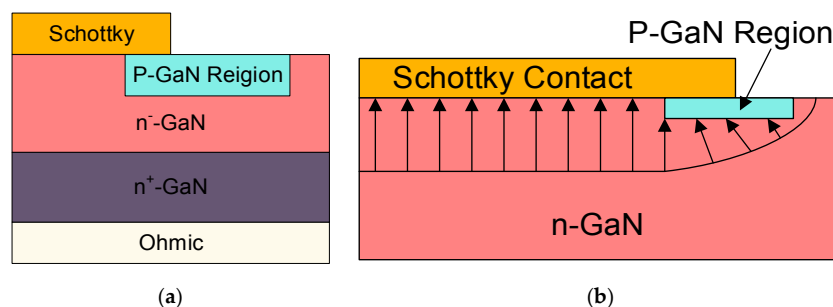 Schottky
P-GaN Reigion
n⁻-GaN
n⁺-GaN
Ohmic
(a)
P-GaN Region
Schottky Contact
n-GaN
(b)